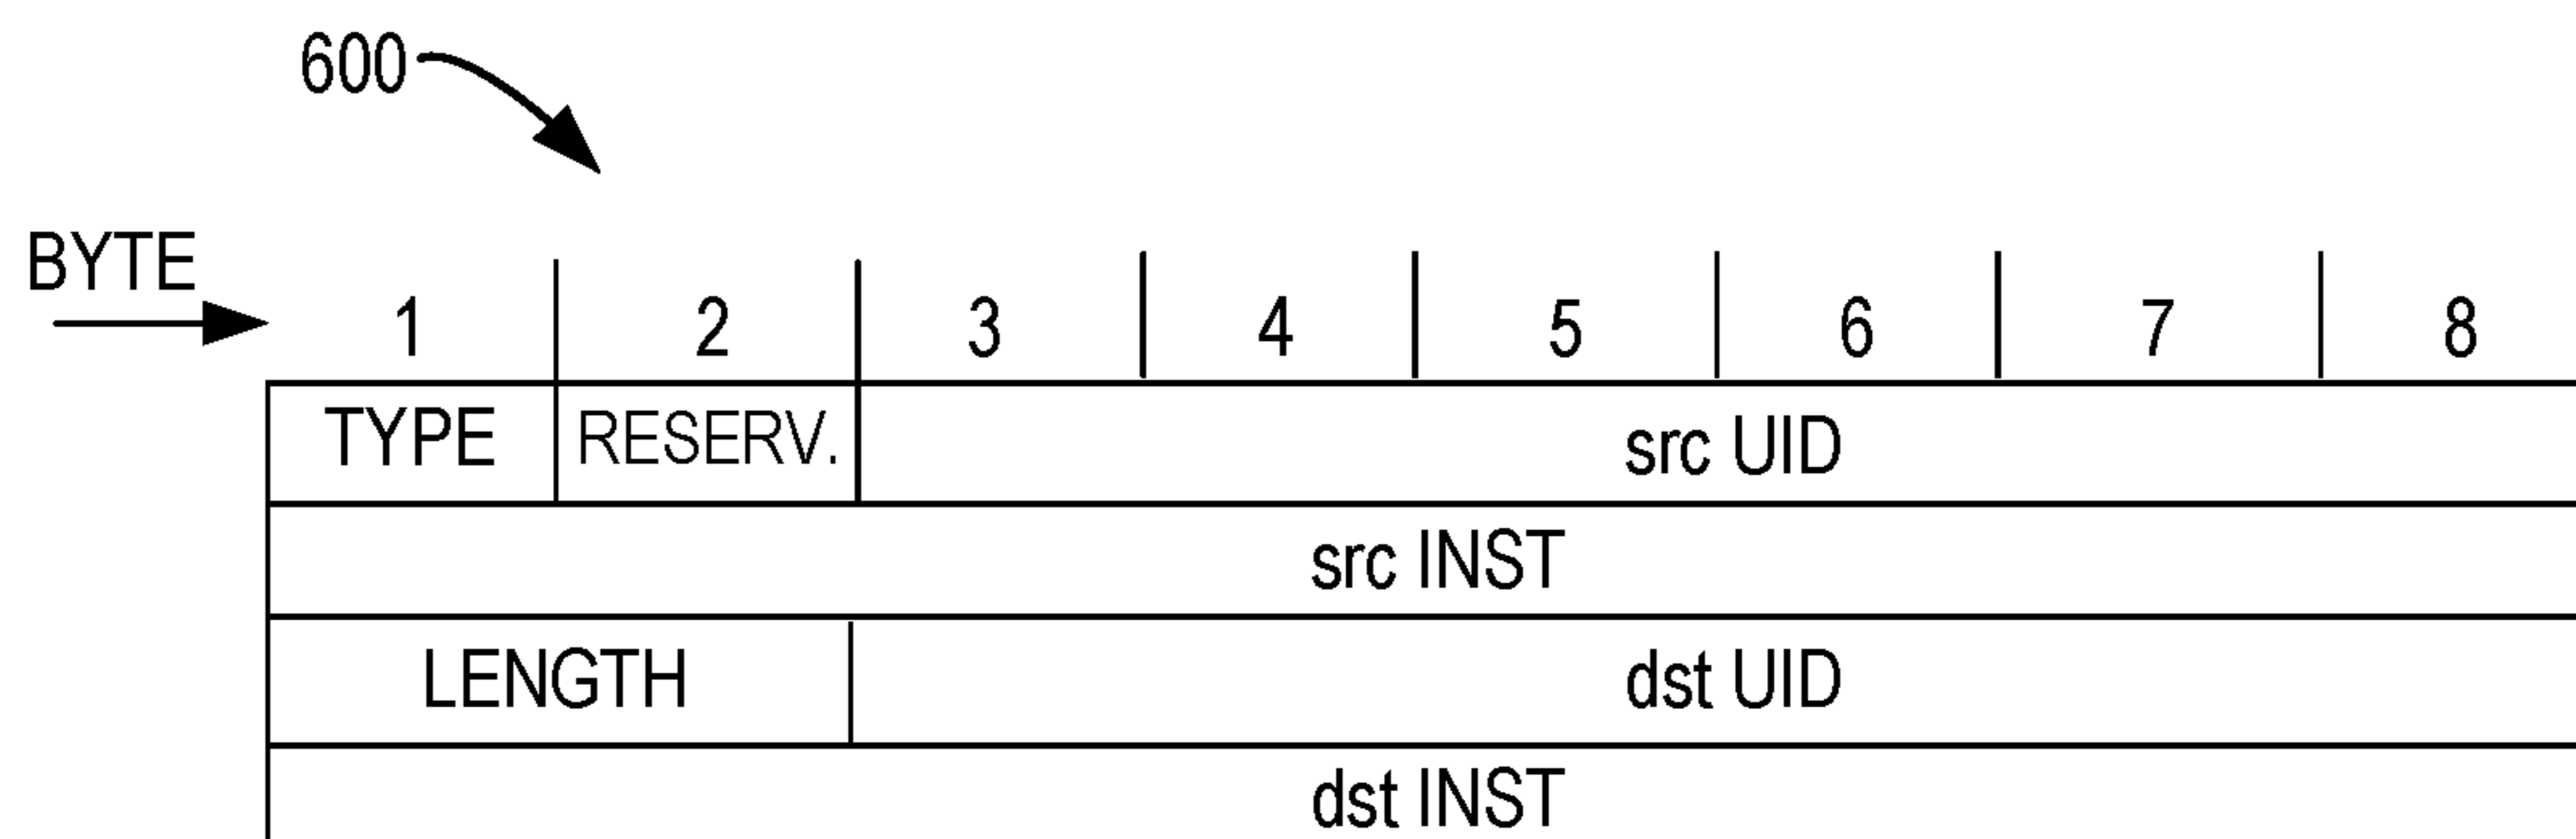 600
BYTE
1 2 3 4 5 6 7 8
TYPE RESERV. src UID
src INST
LENGTH dst UID
dst INST